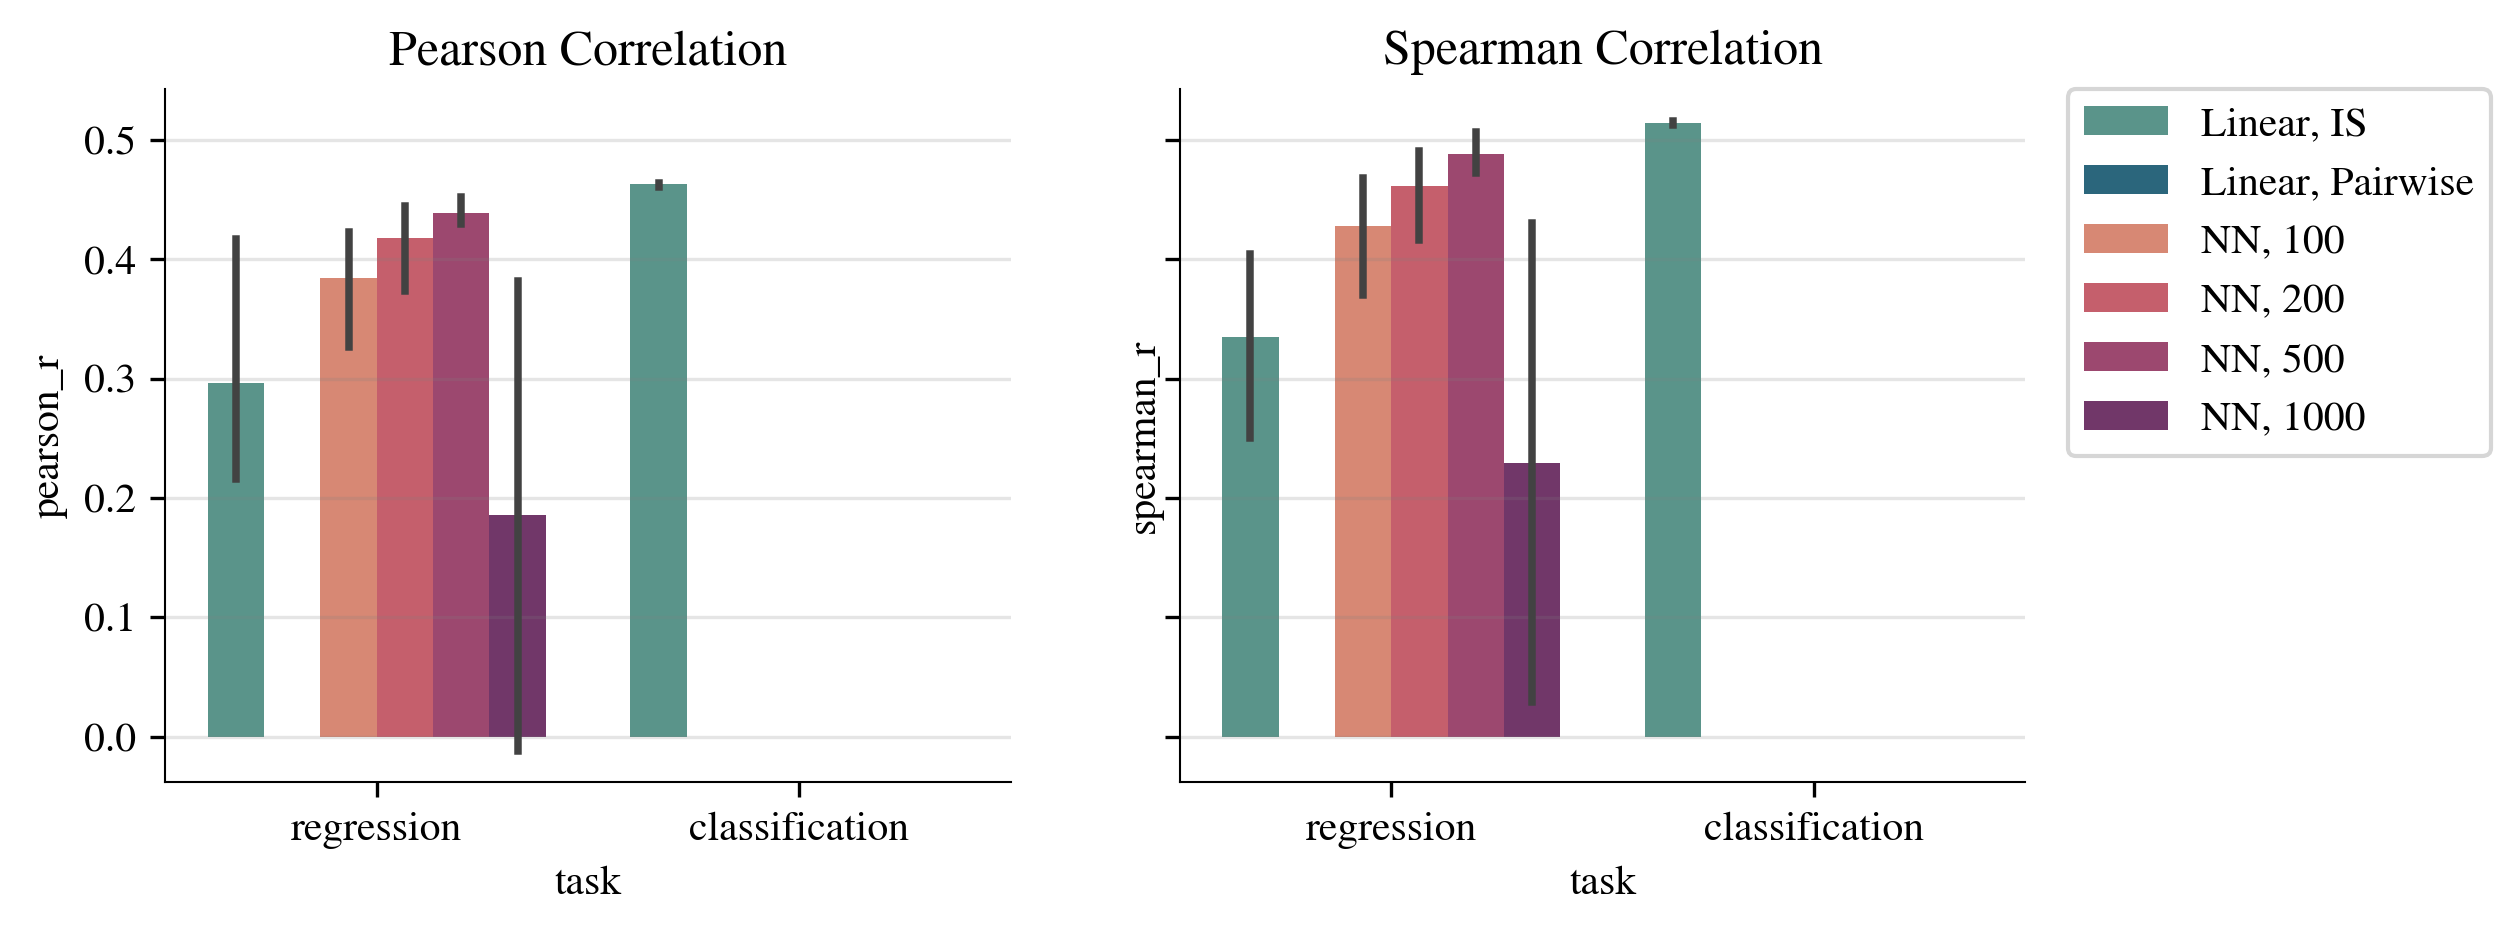 Pearson Correlation
pearson_r
0.5
0.4
0.3
0.2
0.1
0.0
regression
classification
task
Spearman Correlation
spearman_r
regression
classification
task
Linear, IS
Linear, Pairwise
NN, 100
NN, 200
NN, 500
NN, 1000